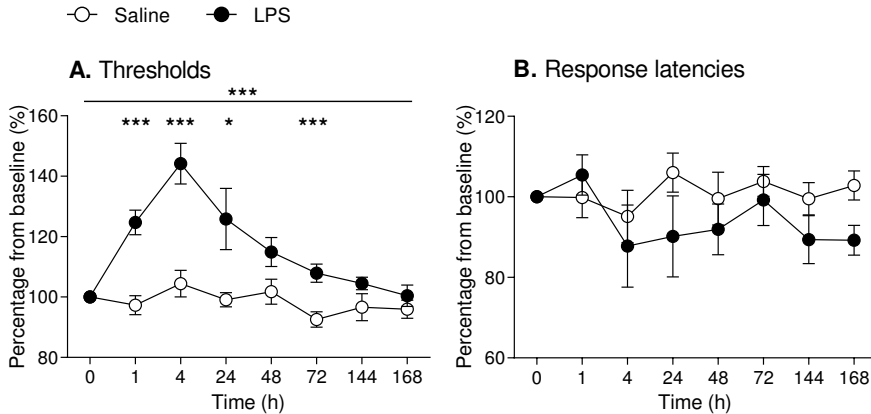 Saline LPS
A. Thresholds
***
*** *** * ***
Percentage from baseline (%)
160
140
120
100
80
0 1 4 24 48 72 144 168
Time (h)
B. Response latencies
Percentage from baseline (%)
120
100
80
60
0 1 4 24 48 72 144 168
Time (h)